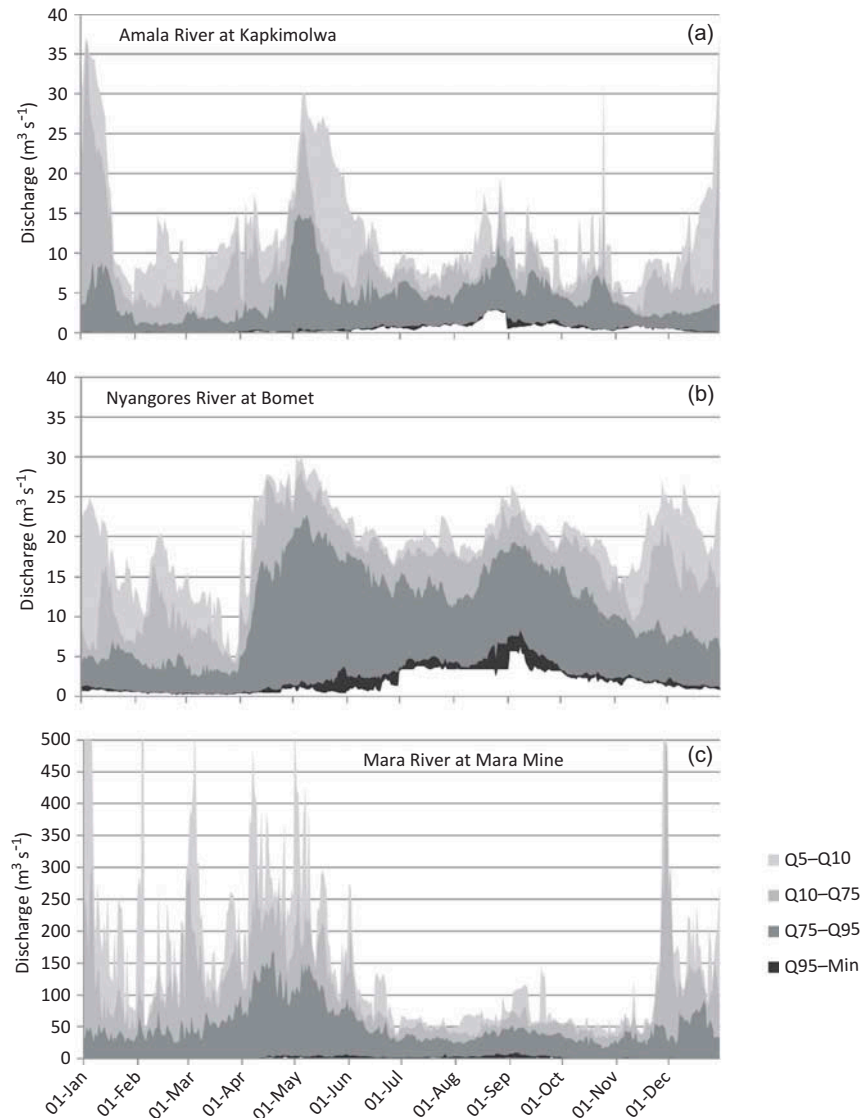 Amala River at Kapkimolwa
(a)
Discharge (m³ s⁻¹)
40
35
30
25
20
15
10
5
0
Nyangores River at Bomet
(b)
Discharge (m³ s⁻¹)
40
35
30
25
20
15
10
5
0
Mara River at Mara Mine
(c)
Discharge (m³ s⁻¹)
500
450
400
350
300
250
200
150
100
50
0
01-Jan
01-Feb
01-Mar
01-Apr
01-May
01-Jun
01-Jul
01-Aug
01-Sep
01-Oct
01-Nov
01-Dec
Q5–Q10
Q10–Q75
Q75–Q95
Q95–Min